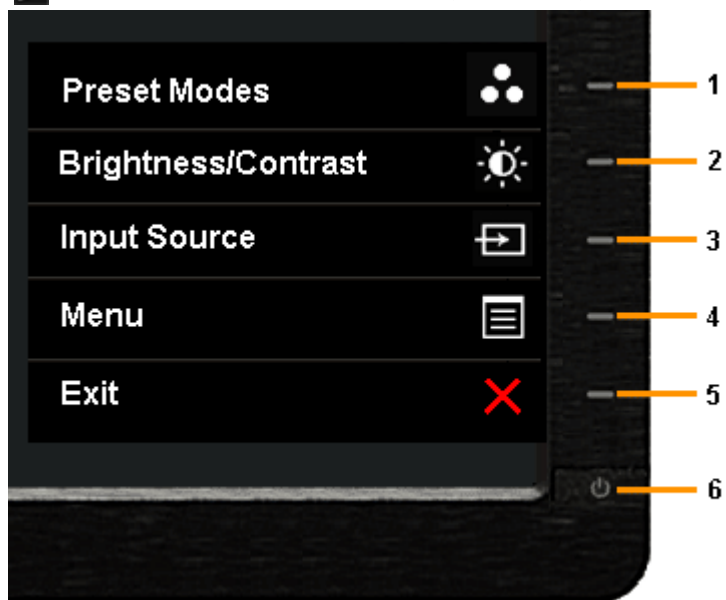 Preset Modes
1
Brightness/Contrast
2
Input Source
3
Menu
4
Exit
5
6